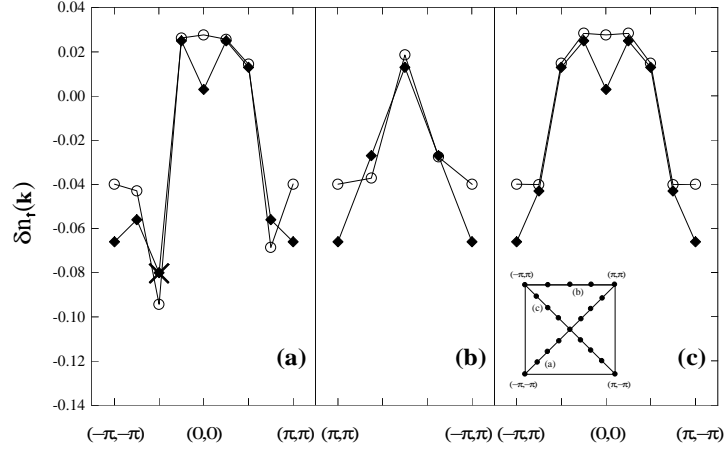 0.04
0.02
0.00
-0.02
-0.04
-0.06
-0.08
-0.10
-0.12
-0.14
δn↑(k)
(a)
(b)
(c)
(−π,π)
(π,π)
(b)
(c)
(a)
(−π,−π)
(π,−π)
(−π,−π)
(0,0)
(π,π)
(π,π)
(−π,π)
(−π,π)
(0,0)
(π,−π)